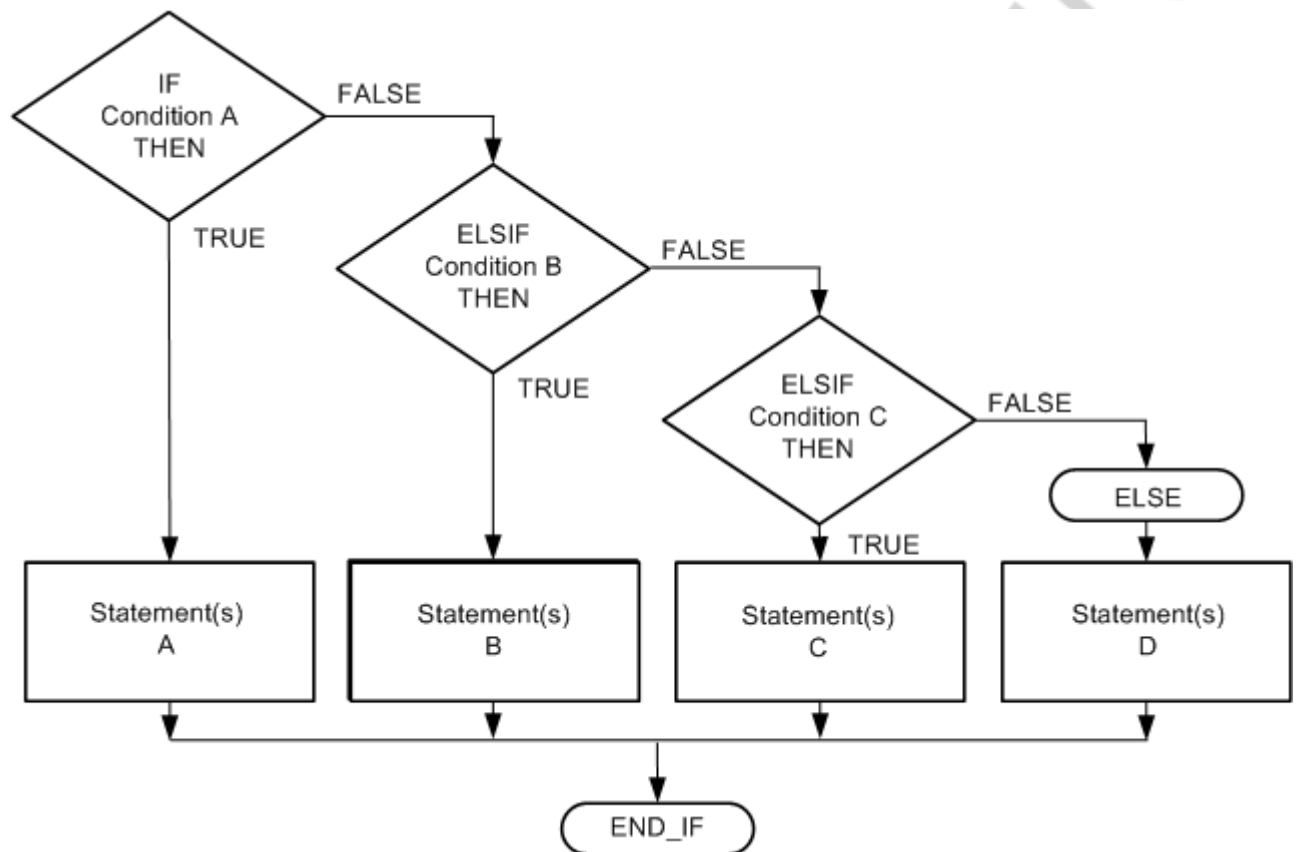 IF
Condition A
THEN
FALSE
TRUE
ELSIF
Condition B
THEN
FALSE
TRUE
ELSIF
Condition C
THEN
FALSE
TRUE
ELSE
Statement(s)
A
Statement(s)
B
Statement(s)
C
Statement(s)
D
END_IF